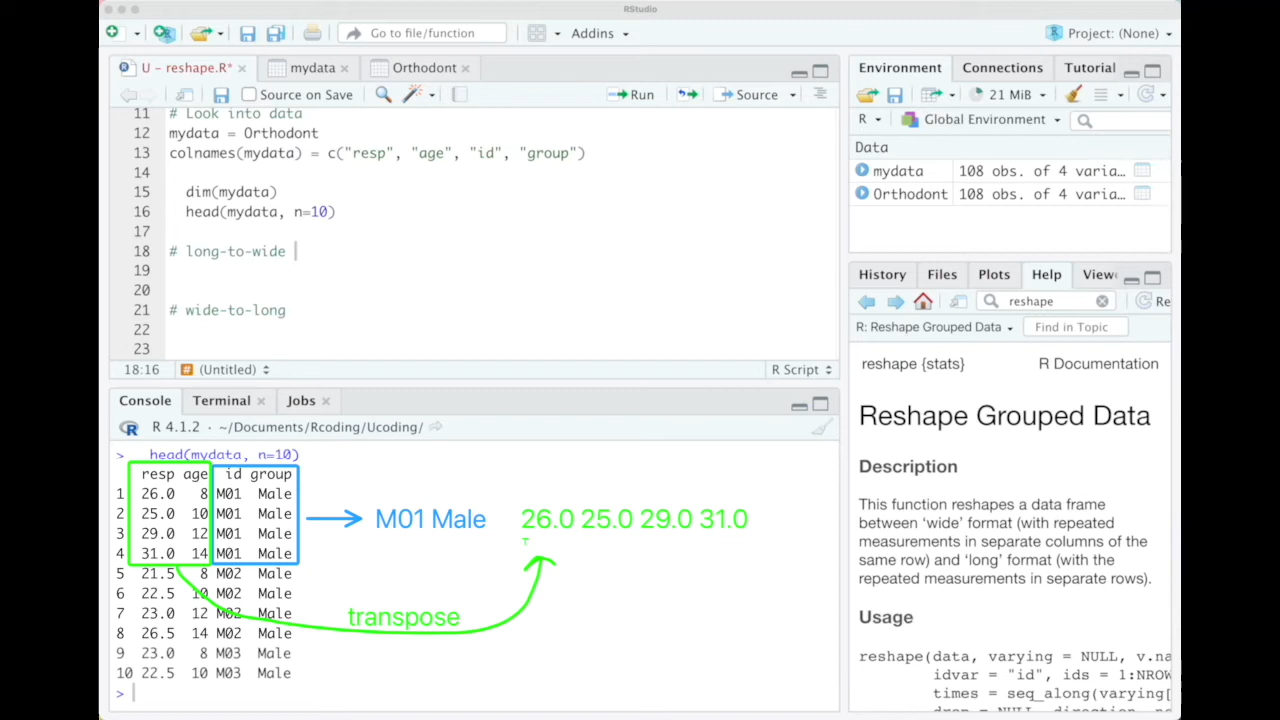 RStudio
Go to file/function
Addins
Project: (None)
U – reshape.R*
mydata
Orthodont
Source on Save
Run
Source
11 # Look into data
12 mydata = Orthodont
13 colnames(mydata) = c("resp", "age", "id", "group")
14
15 dim(mydata)
16 head(mydata, n=10)
17
18 # long-to-wide
19
20
21 # wide-to-long
22
23
18:16 (Untitled) R Script
Console Terminal Jobs
R 4.1.2 · ~/Documents/Rcoding/Ucoding/
> head(mydata, n=10)
resp age id group
1 26.0 8 M01 Male
2 25.0 10 M01 Male
3 29.0 12 M01 Male
4 31.0 14 M01 Male
5 21.5 8 M02 Male
6 22.5 10 M02 Male
7 23.0 12 M02 Male
8 26.5 14 M02 Male
9 23.0 8 M03 Male
10 22.5 10 M03 Male
>
M01 Male 26.0 25.0 29.0 31.0
transpose
Environment Connections Tutorial
21 MiB
R Global Environment
Data
mydata 108 obs. of 4 varia…
Orthodont 108 obs. of 4 varia…
History Files Plots Help View
reshape
Re
R: Reshape Grouped Data Find in Topic
reshape {stats} R Documentation
Reshape Grouped Data
Description
This function reshapes a data frame
between ‘wide’ format (with repeated
measurements in separate columns of
the same row) and ‘long’ format (with the
repeated measurements in separate rows).
Usage
reshape(data, varying = NULL, v.na
idvar = "id", ids = 1:NROW
times = seq_along(varying[
drop = NULL, direction, ne